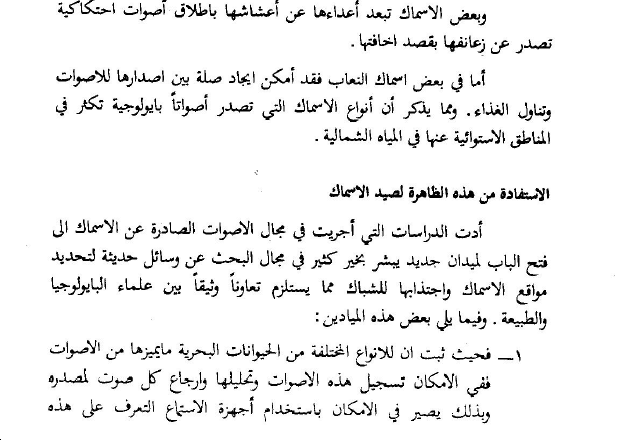 وبعض الاسماك تبعد أعداءها عن أعشاشها باطلاق أصوات احتكاكية
تصدر عن زعانفها بقصد اخافتها .
أما في بعض اسماك النعاب فقد أمكن ايجاد صلة بين اصدارها للاصوات
وتناول الغذاء . ومما يذكر أن أنواع الاسماك التي تصدر أصواتاً بايولوجية تكثر في
المناطق الاستوائية عنها في المياه الشمالية .
الاستفادة من هذه الظاهرة لصيد الاسماك
أدت الدراسات التي أجريت في مجال الاصوات الصادرة عن الاسماك الى
فتح الباب لميدان جديد يبشر بخير كثير في مجال البحث عن وسائل حديثة لتحديد
مواقع الاسماك واجتذابها للشباك مما يستلزم تعاوناً وثيقاً بين علماء البايولوجيا
والطبيعة . وفيما يلي بعض هذه الميادين :
١ــ فحيث ثبت ان للانواع المختلفة من الحيوانات البحرية مايميزها من الاصوات
ففي الامكان تسجيل هذه الاصوات وتحليلها وارجاع كل صوت لمصدره
وبذلك يصير في الامكان باستخدام أجهزة الاستماع التعرف على هذه